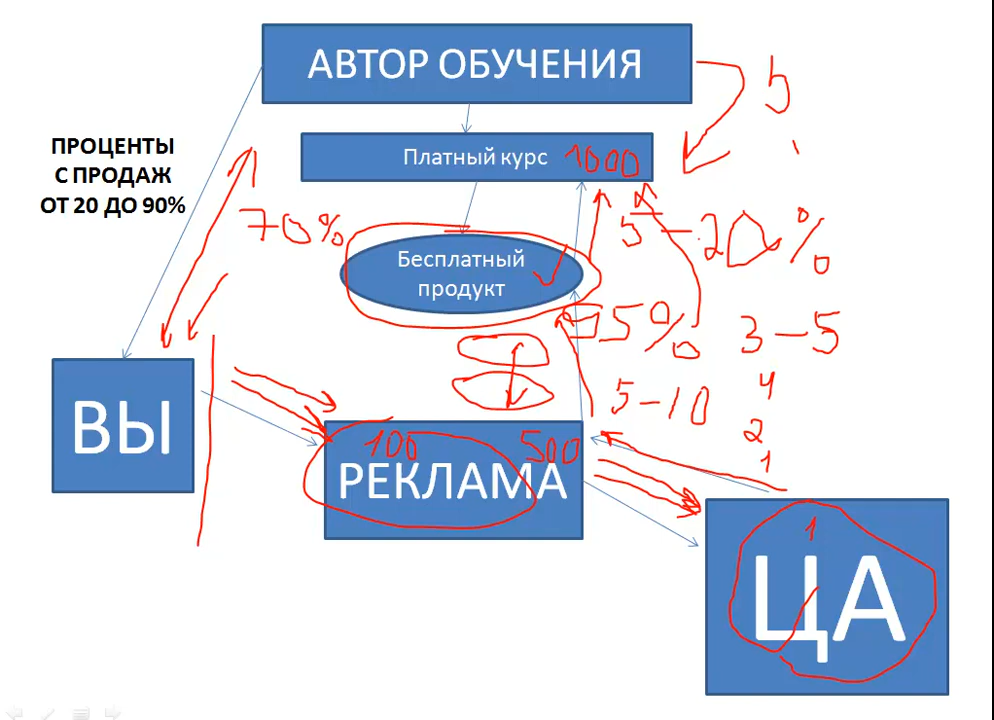 АВТОР ОБУЧЕНИЯ
5
ПРОЦЕНТЫ
С ПРОДАЖ
ОТ 20 ДО 90%
Платный курс 1000
70%
5-20%
Бесплатный
продукт
55%
3-5
5-10
4
2
1
ВЫ
100 500
РЕКЛАМА
1
ЦА